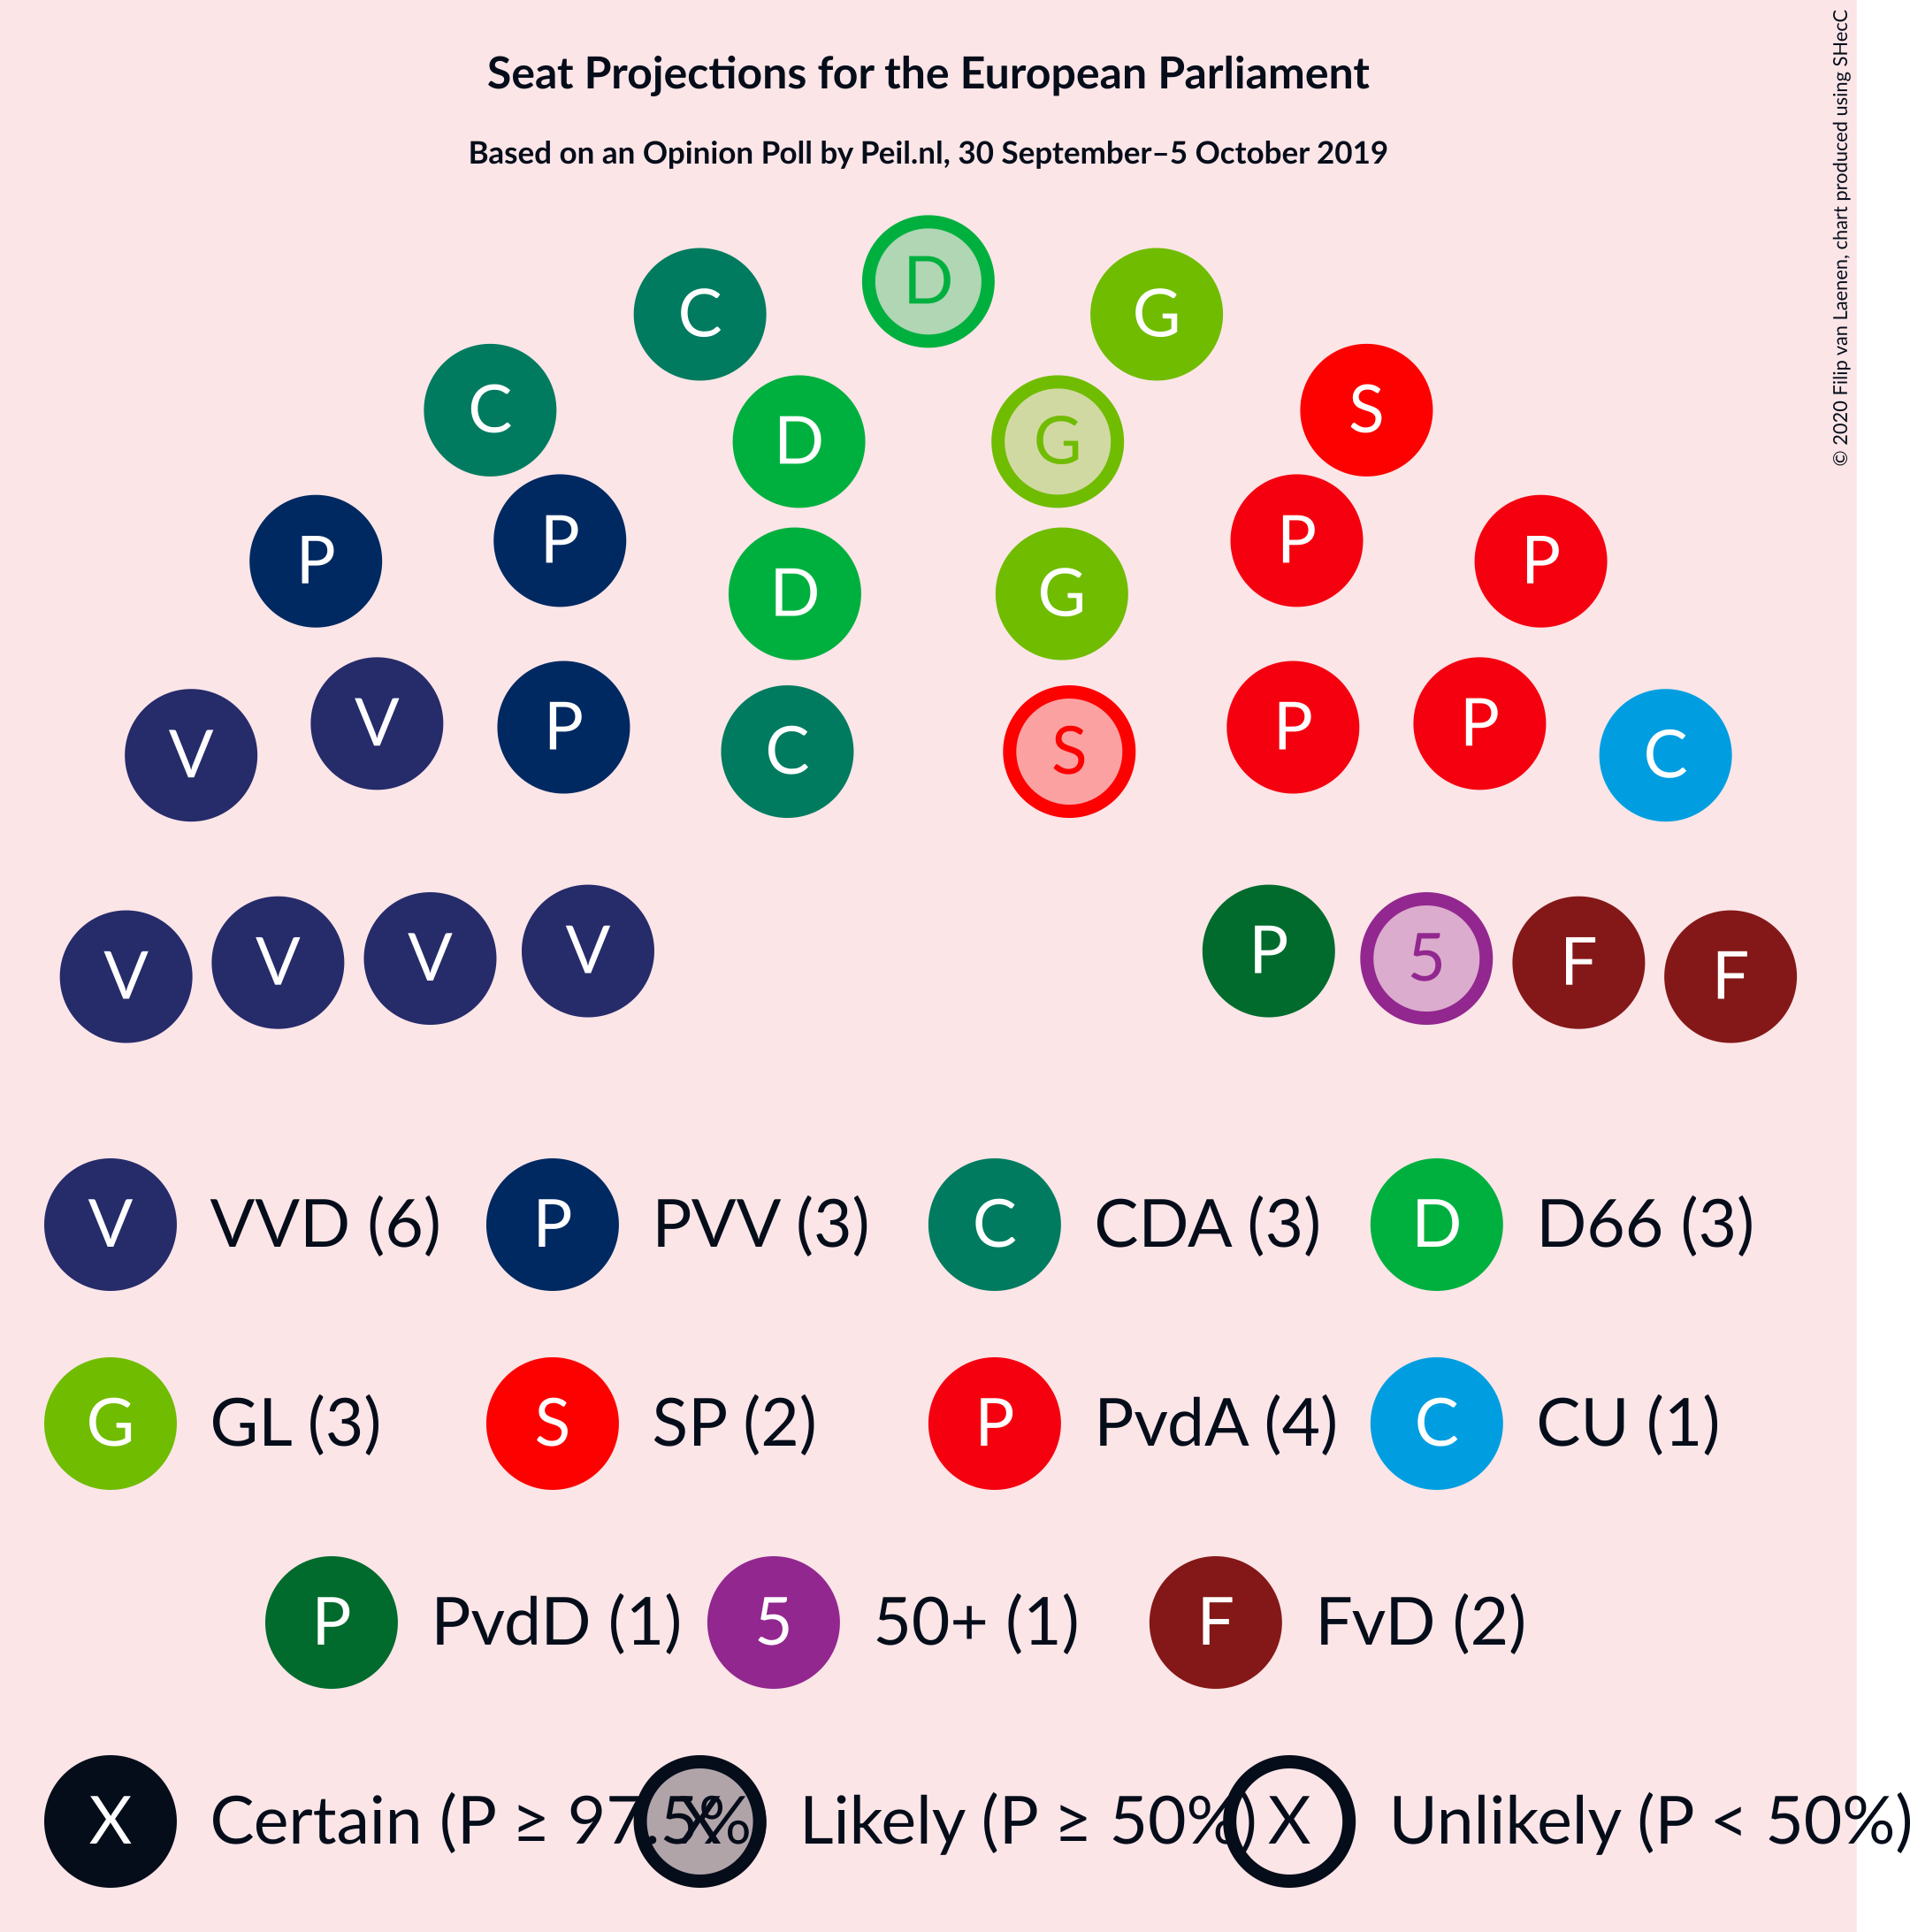 Seat Projections for the European Parliament
Based on an Opinion Poll by Peil.nl, 30 September–5 October 2019
© 2020 Filip van Laenen, chart produced using SHecC
D
C G
C S
D G
P P P P
D G
V V P C S P P C
V V V V P 5 F F
V VVD (6) P PVV (3) C CDA (3) D D66 (3)
G GL (3) S SP (2) P PvdA (4) C CU (1)
P PvdD (1) 5 50+ (1) F FvD (2)
X Certain (P ≥ 97.5% X Likely (P ≥ 50%) X Unlikely (P < 50%)